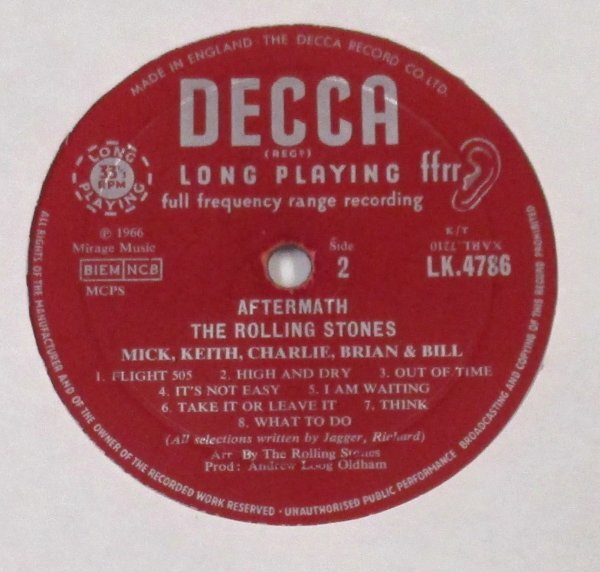 MADE IN ENGLAND · THE DECCA RECORD CO. LTD.
DECCA
(REGD)
LONG PLAYING
ffrr
full frequency range recording
LONG PLAYING
33⅓
RPM
℗ 1966
Mirage Music
BIEM NCB
MCPS
Side
2
K/T
XARL.7210
LK.4786
AFTERMATH
THE ROLLING STONES
MICK, KEITH, CHARLIE, BRIAN & BILL
1. FLIGHT 505 2. HIGH AND DRY 3. OUT OF TIME
4. IT'S NOT EASY 5. I AM WAITING
6. TAKE IT OR LEAVE IT 7. THINK
8. WHAT TO DO
(All selections written by Jagger, Richard)
Arr. By The Rolling Stones
Prod: Andrew Loog Oldham
ALL RIGHTS OF THE MANUFACTURER AND OF THE OWNER OF THE RECORDED WORK RESERVED · UNAUTHORISED PUBLIC PERFORMANCE BROADCASTING AND COPYING OF THIS RECORD PROHIBITED